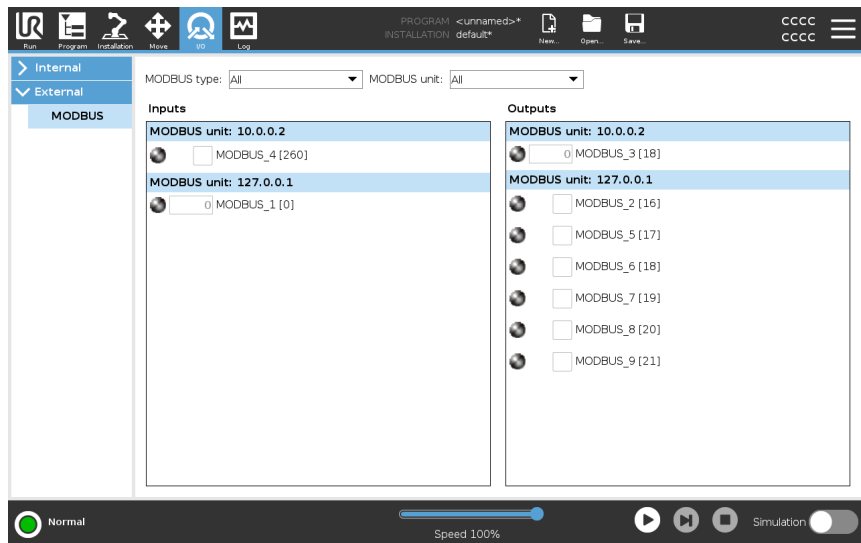 UR
PROGRAM <unnamed>*
INSTALLATION default*
CCCC
CCCC
Run Program Installation Move I/O Log New... Open... Save...
Internal
External
MODBUS
MODBUS type: All MODBUS unit: All
Inputs
MODBUS unit: 10.0.0.2
MODBUS_4 [260]
MODBUS unit: 127.0.0.1
0 MODBUS_1 [0]
Outputs
MODBUS unit: 10.0.0.2
0 MODBUS_3 [18]
MODBUS unit: 127.0.0.1
MODBUS_2 [16]
MODBUS_5 [17]
MODBUS_6 [18]
MODBUS_7 [19]
MODBUS_8 [20]
MODBUS_9 [21]
Normal
Speed 100%
Simulation